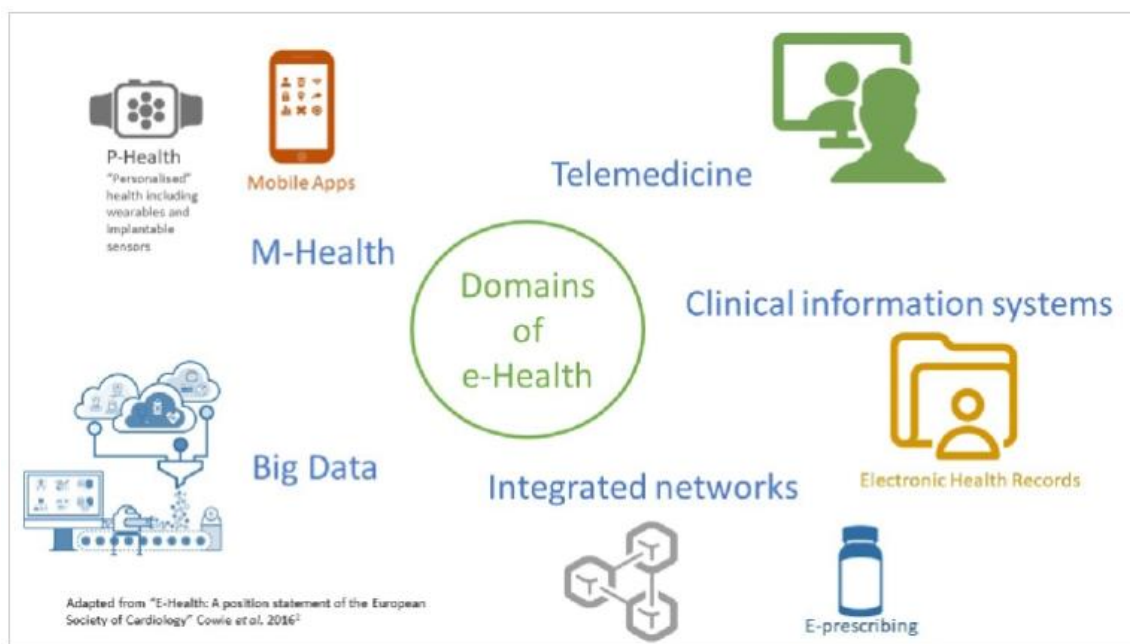 P-Health
"Personalised"
health including
wearables and
implantable
sensors
Mobile Apps
M-Health
Telemedicine
Domains
of
e-Health
Clinical information systems
Electronic Health Records
Big Data
Integrated networks
E-prescribing
Adapted from "E-Health: A position statement of the European
Society of Cardiology" Cowie et al. 2016²